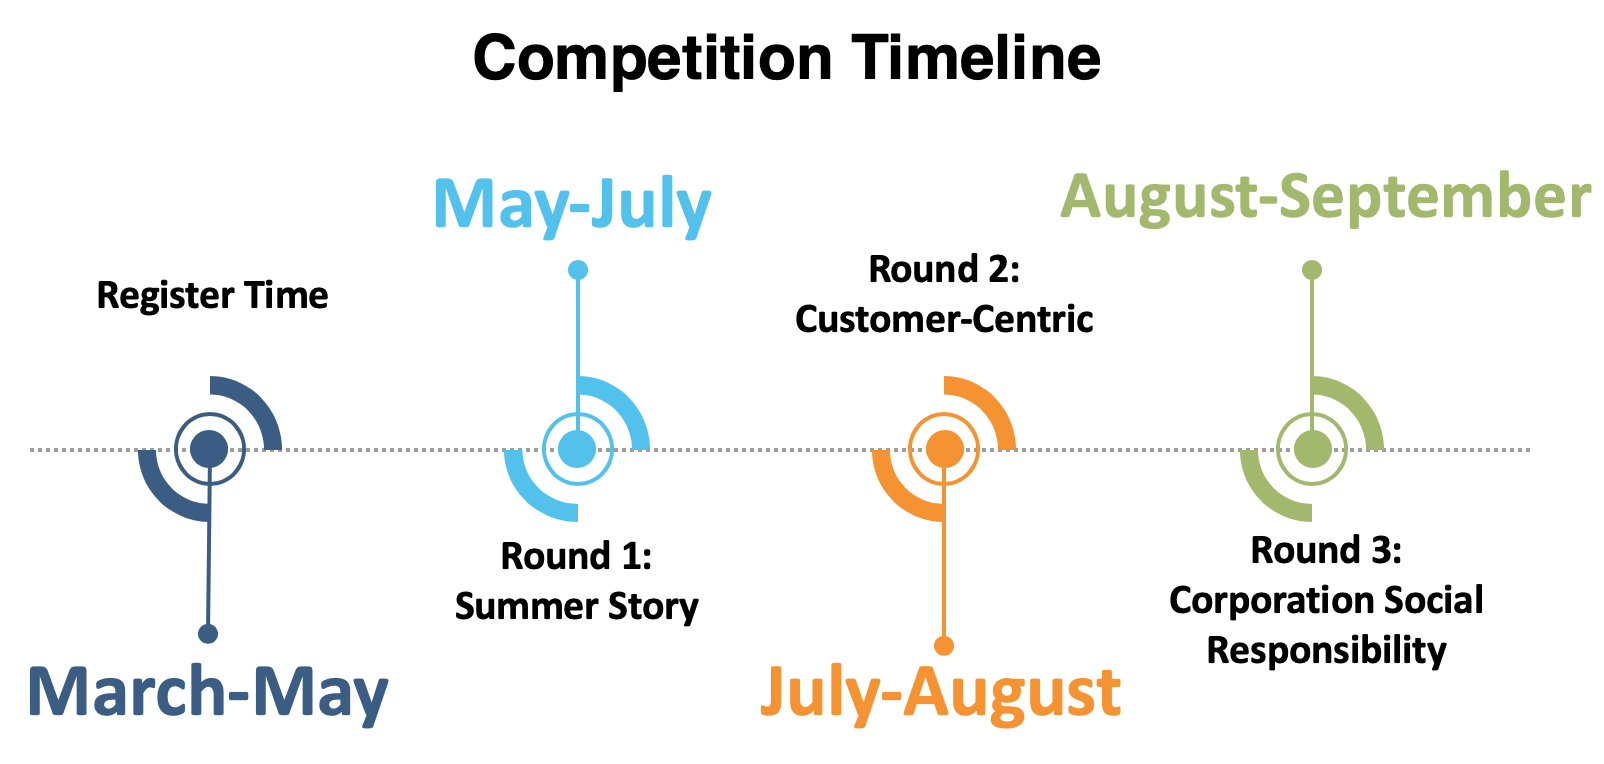 Competition Timeline
Register Time
March-May
May-July
Round 1:
Summer Story
Round 2:
Customer-Centric
July-August
August-September
Round 3:
Corporation Social
Responsibility